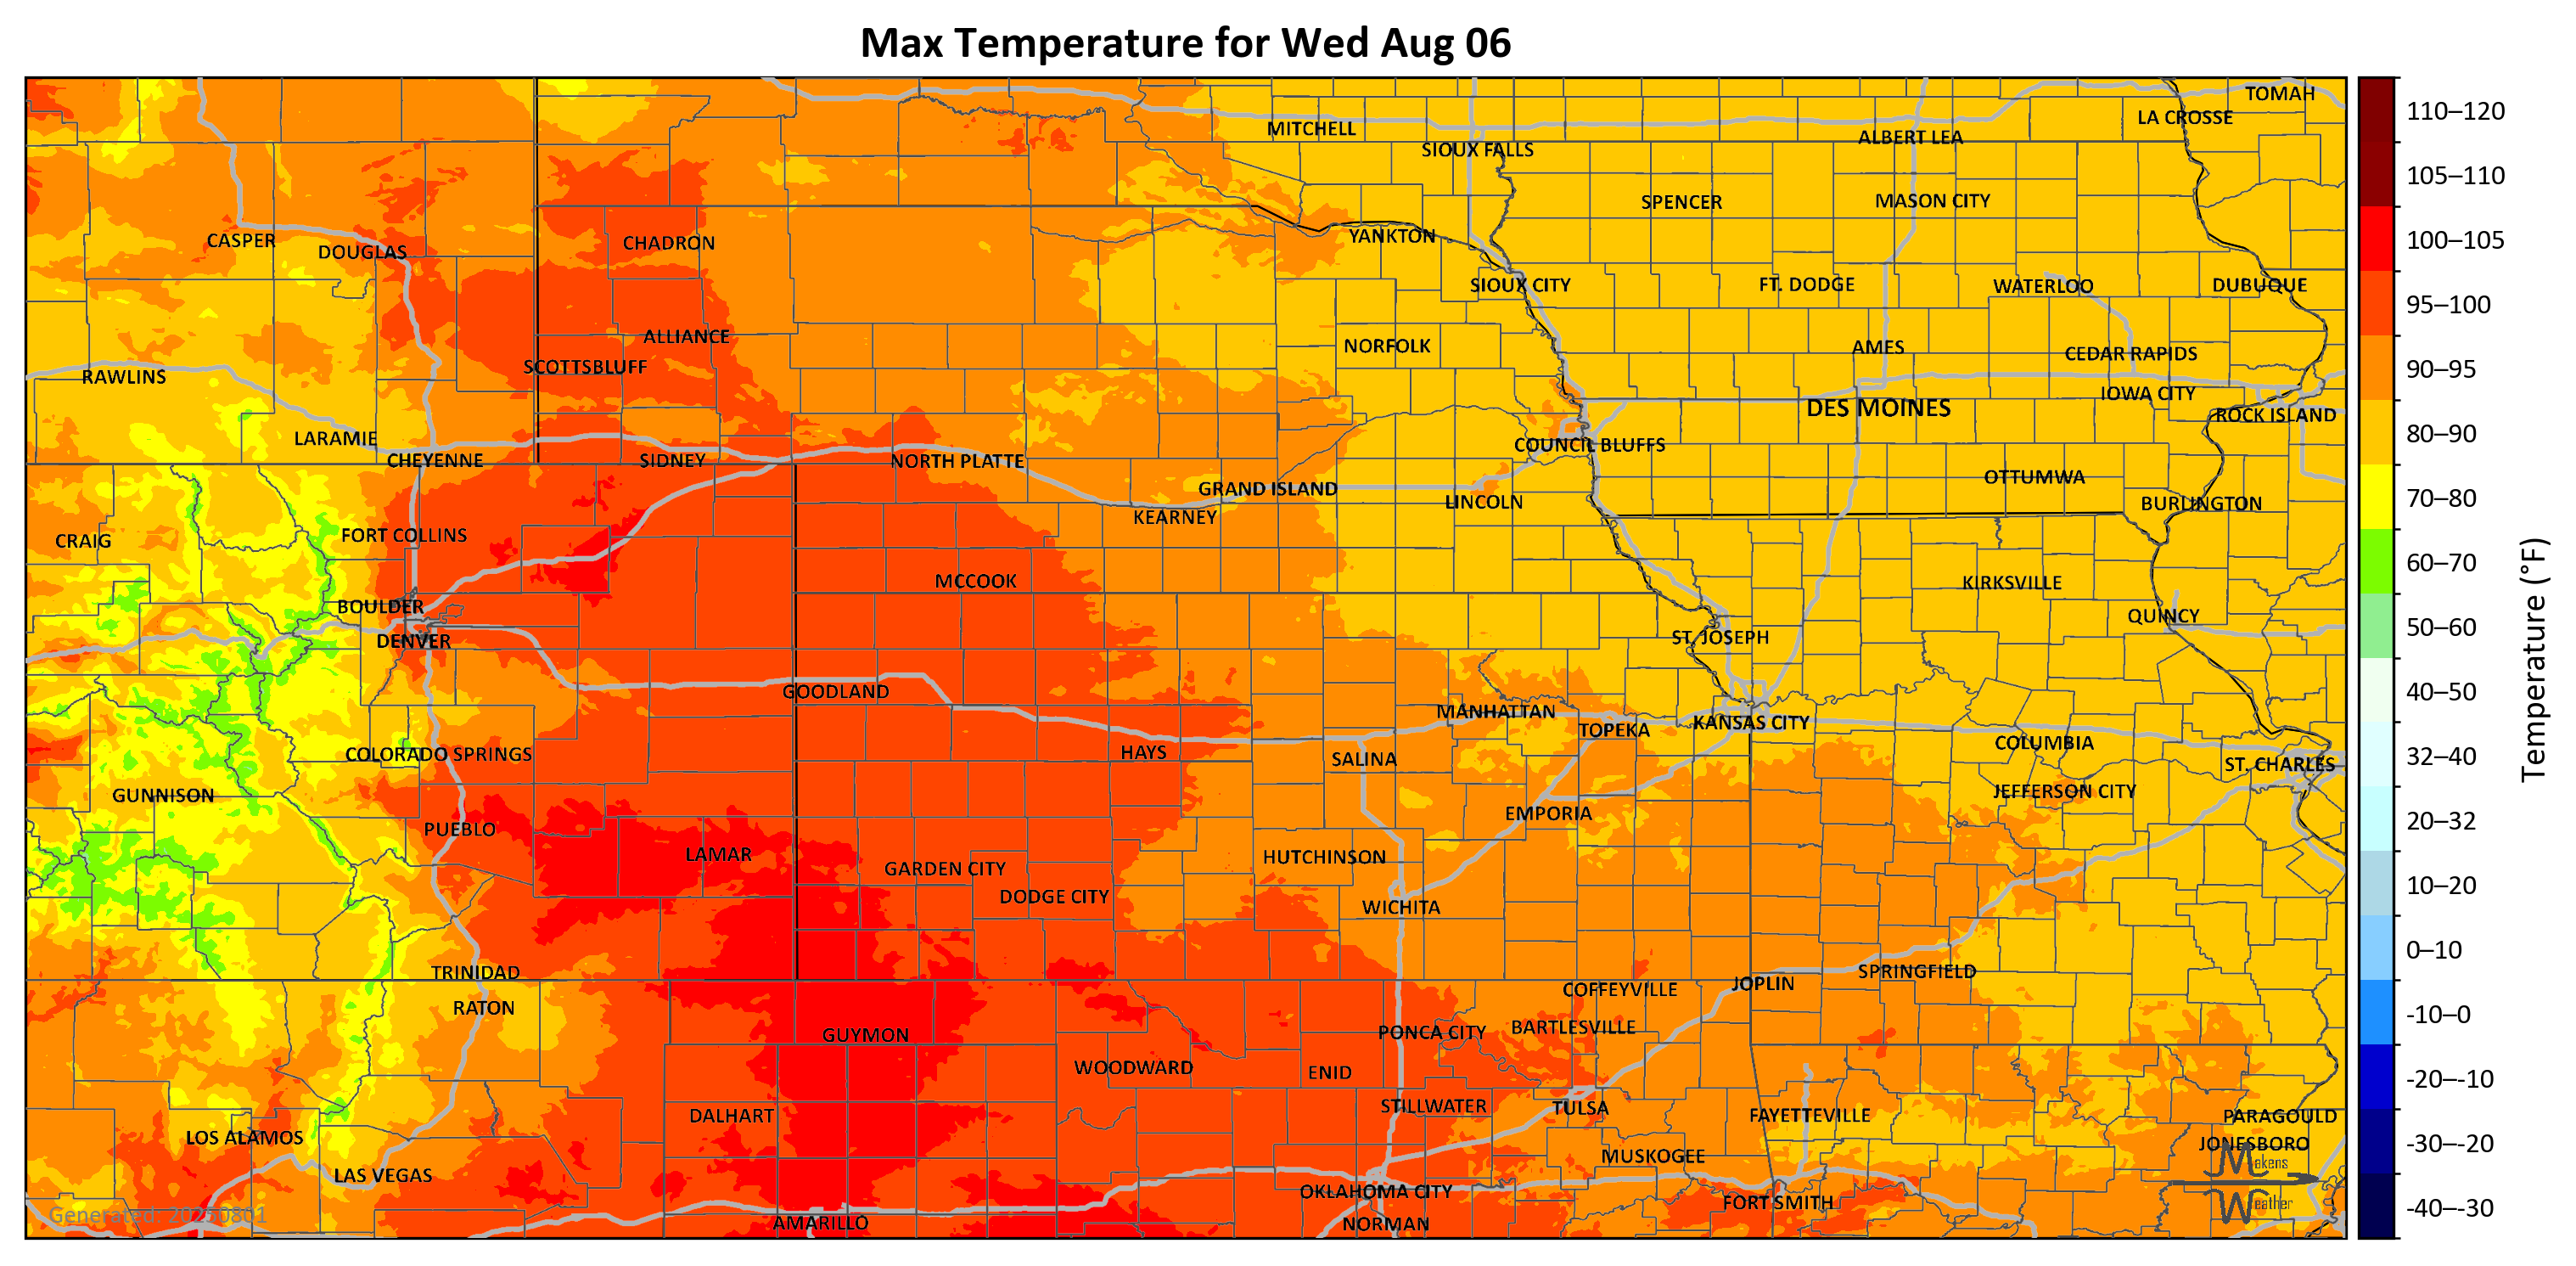 Max Temperature for Wed Aug 06
TOMAH
LA CROSSE
MITCHELL
ALBERT LEA
SIOUX FALLS
SPENCER
MASON CITY
CASPER
DOUGLAS
CHADRON
YANKTON
SIOUX CITY
FT. DODGE
WATERLOO
DUBUQUE
ALLIANCE
NORFOLK
AMES
CEDAR RAPIDS
SCOTTSBLUFF
RAWLINS
IOWA CITY
DES MOINES
ROCK ISLAND
LARAMIE
COUNCIL BLUFFS
CHEYENNE
SIDNEY
NORTH PLATTE
OTTUMWA
GRAND ISLAND
LINCOLN
BURLINGTON
KEARNEY
FORT COLLINS
CRAIG
MCCOOK
KIRKSVILLE
BOULDER
QUINCY
DENVER
ST. JOSEPH
GOODLAND
MANHATTAN
KANSAS CITY
TOPEKA
COLUMBIA
COLORADO SPRINGS
HAYS
SALINA
ST. CHARLES
GUNNISON
JEFFERSON CITY
EMPORIA
PUEBLO
LAMAR
HUTCHINSON
GARDEN CITY
DODGE CITY
WICHITA
TRINIDAD
SPRINGFIELD
JOPLIN
COFFEYVILLE
RATON
BARTLESVILLE
GUYMON
PONCA CITY
WOODWARD
ENID
STILLWATER
TULSA
DALHART
FAYETTEVILLE
PARAGOULD
LOS ALAMOS
JONESBORO
MUSKOGEE
LAS VEGAS
OKLAHOMA CITY
FORT SMITH
AMARILLO
NORMAN
Generated: 20250801
Makens
Weather
110–120
105–110
100–105
95–100
90–95
80–90
70–80
60–70
50–60
40–50
32–40
20–32
10–20
0–10
-10–0
-20–-10
-30–-20
-40–-30
Temperature (°F)